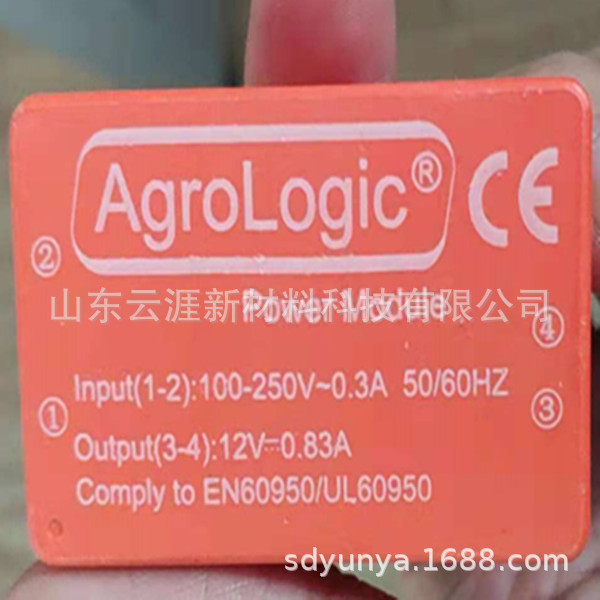 AgroLogic® CE
②
山东云涯新材料科技有限公司
Power Module
④
Input(1-2):100-250V~0.3A 50/60HZ
① ③
Output(3-4):12V⎓0.83A
Comply to EN60950/UL60950
sdyunya.1688.com